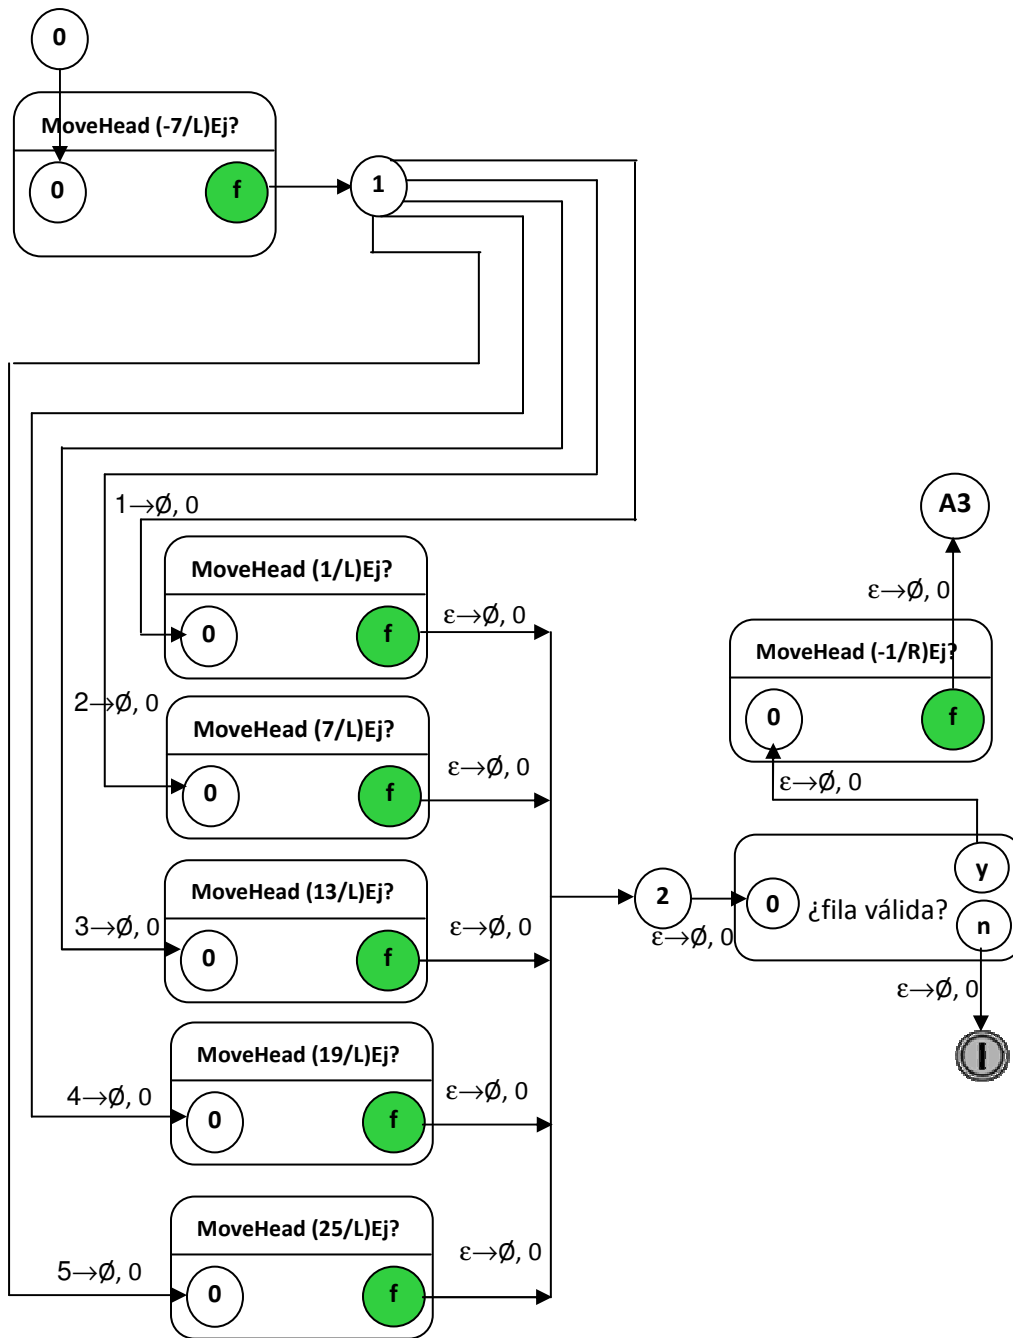 0
MoveHead (-7/L)Ej?
0
f
1
1→Ø, 0
MoveHead (1/L)Ej?
0
f
ε→Ø, 0
2→Ø, 0
MoveHead (7/L)Ej?
0
f
ε→Ø, 0
3→Ø, 0
MoveHead (13/L)Ej?
0
f
ε→Ø, 0
4→Ø, 0
MoveHead (19/L)Ej?
0
f
ε→Ø, 0
5→Ø, 0
MoveHead (25/L)Ej?
0
f
ε→Ø, 0
2
ε→Ø, 0
0
¿fila válida?
y
n
ε→Ø, 0
MoveHead (-1/R)Ej?
0
f
ε→Ø, 0
A3
ε→Ø, 0
I